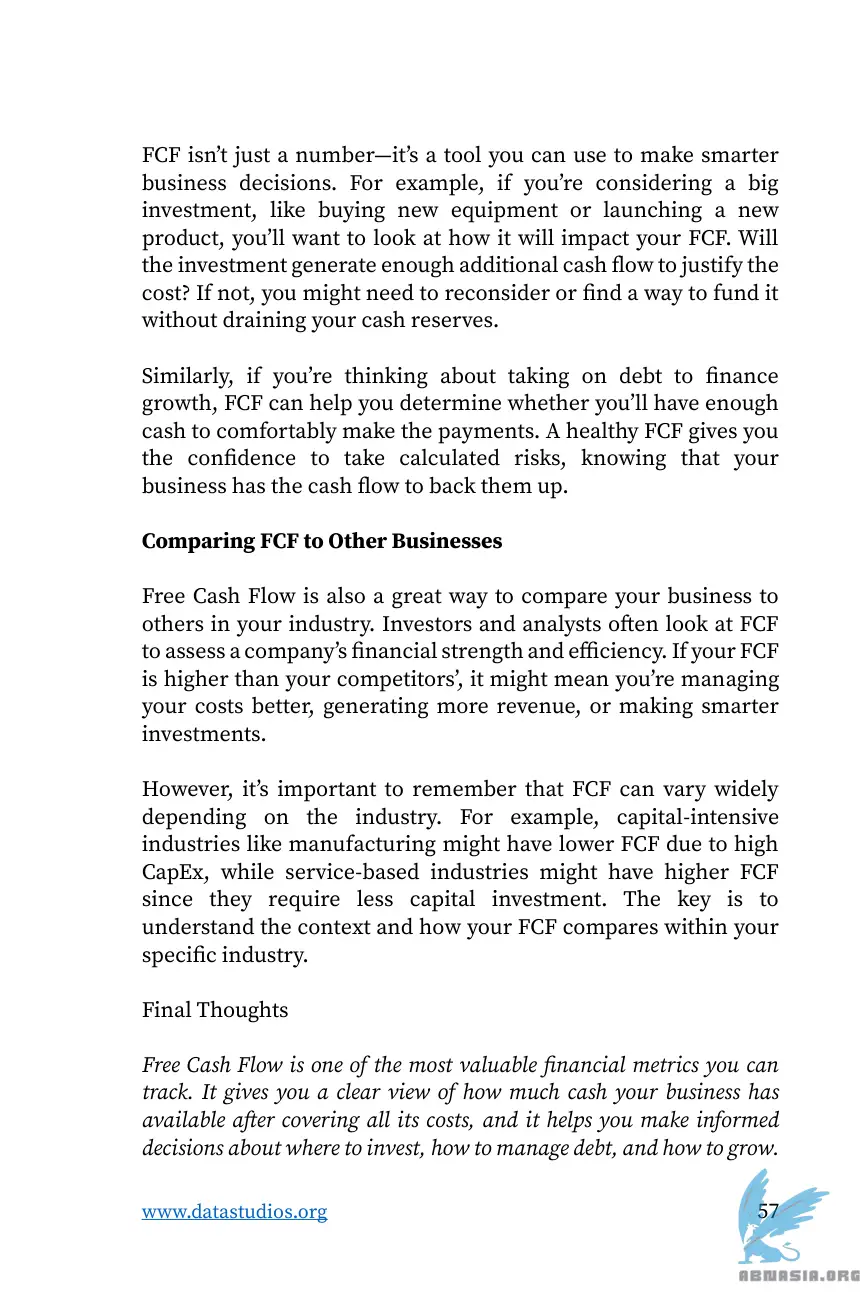 FCF isn’t just a number—it’s a tool you can use to make smarter
business decisions. For example, if you’re considering a big
investment, like buying new equipment or launching a new
product, you’ll want to look at how it will impact your FCF. Will
the investment generate enough additional cash flow to justify the
cost? If not, you might need to reconsider or find a way to fund it
without draining your cash reserves.
Similarly, if you’re thinking about taking on debt to finance
growth, FCF can help you determine whether you’ll have enough
cash to comfortably make the payments. A healthy FCF gives you
the confidence to take calculated risks, knowing that your
business has the cash flow to back them up.
Comparing FCF to Other Businesses
Free Cash Flow is also a great way to compare your business to
others in your industry. Investors and analysts often look at FCF
to assess a company’s financial strength and efficiency. If your FCF
is higher than your competitors’, it might mean you’re managing
your costs better, generating more revenue, or making smarter
investments.
However, it’s important to remember that FCF can vary widely
depending on the industry. For example, capital-intensive
industries like manufacturing might have lower FCF due to high
CapEx, while service-based industries might have higher FCF
since they require less capital investment. The key is to
understand the context and how your FCF compares within your
specific industry.
Final Thoughts
Free Cash Flow is one of the most valuable financial metrics you can
track. It gives you a clear view of how much cash your business has
available after covering all its costs, and it helps you make informed
decisions about where to invest, how to manage debt, and how to grow.
www.datastudios.org 57
ABNASIA.ORG